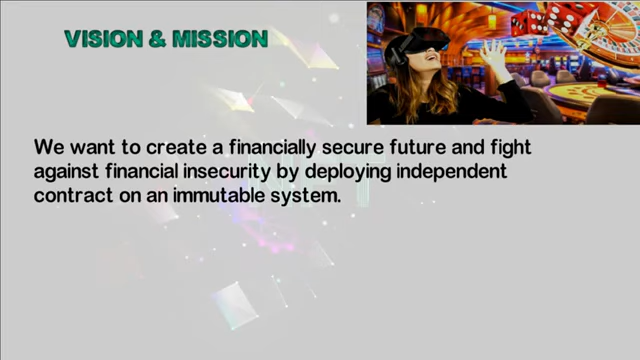 VISION & MISSION
We want to create a financially secure future and fight
against financial insecurity by deploying independent
contract on an immutable system.